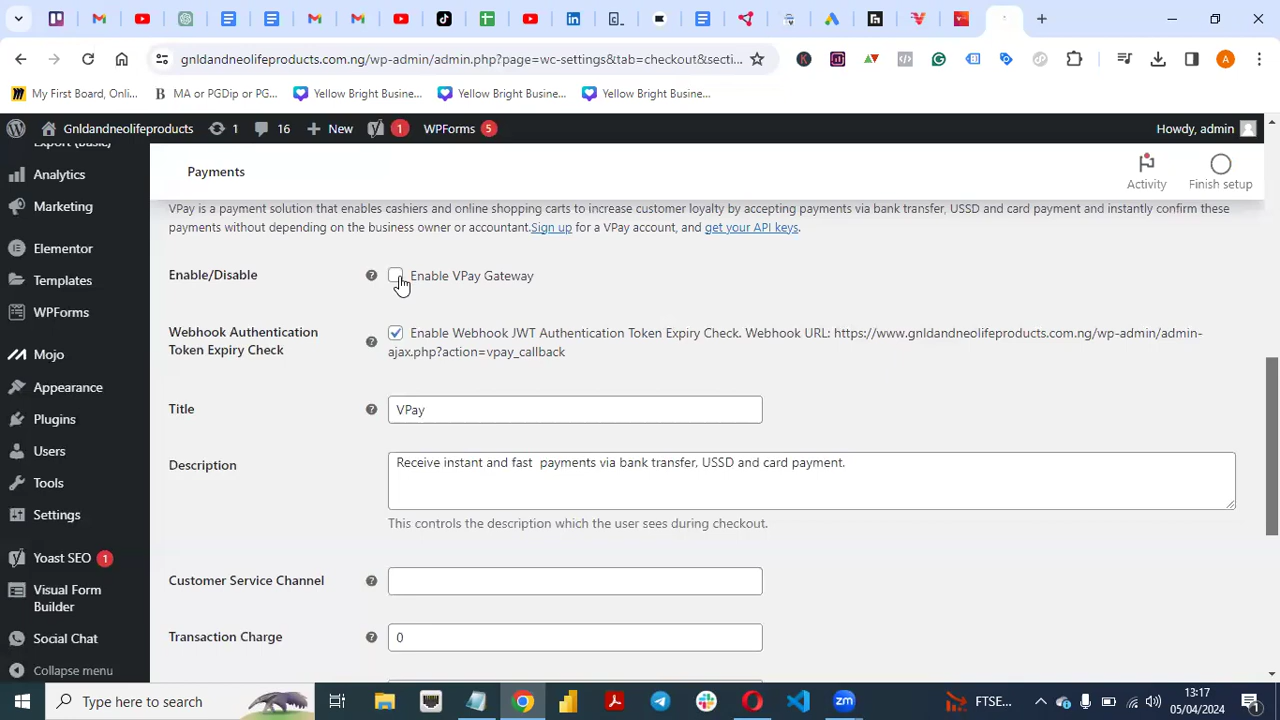 gnldandneolifeproducts.com.ng/wp-admin/admin.php?page=wc-settings&tab=checkout&secti...
My First Board, Onli...
B MA or PGDip or PG...
Yellow Bright Busine...
Yellow Bright Busine...
Yellow Bright Busine...
Gnldandneolifeproducts
1
16
New
1
WPForms 5
Howdy, admin
Export (Basic)
Analytics
Marketing
Elementor
Templates
WPForms
Mojo
Appearance
Plugins
Users
Tools
Settings
Yoast SEO 1
Visual Form
Builder
Social Chat
Collapse menu
Payments
Activity
Finish setup
VPay is a payment solution that enables cashiers and online shopping carts to increase customer loyalty by accepting payments via bank transfer, USSD and card payment and instantly confirm these
payments without depending on the business owner or accountant.Sign up for a VPay account, and get your API keys.
Enable/Disable
Enable VPay Gateway
Webhook Authentication
Token Expiry Check
Enable Webhook JWT Authentication Token Expiry Check. Webhook URL: https://www.gnldandneolifeproducts.com.ng/wp-admin/admin-
ajax.php?action=vpay_callback
Title
VPay
Description
Receive instant and fast  payments via bank transfer, USSD and card payment.
This controls the description which the user sees during checkout.
Customer Service Channel
Transaction Charge
0
Type here to search
FTSE...
13:17
05/04/2024